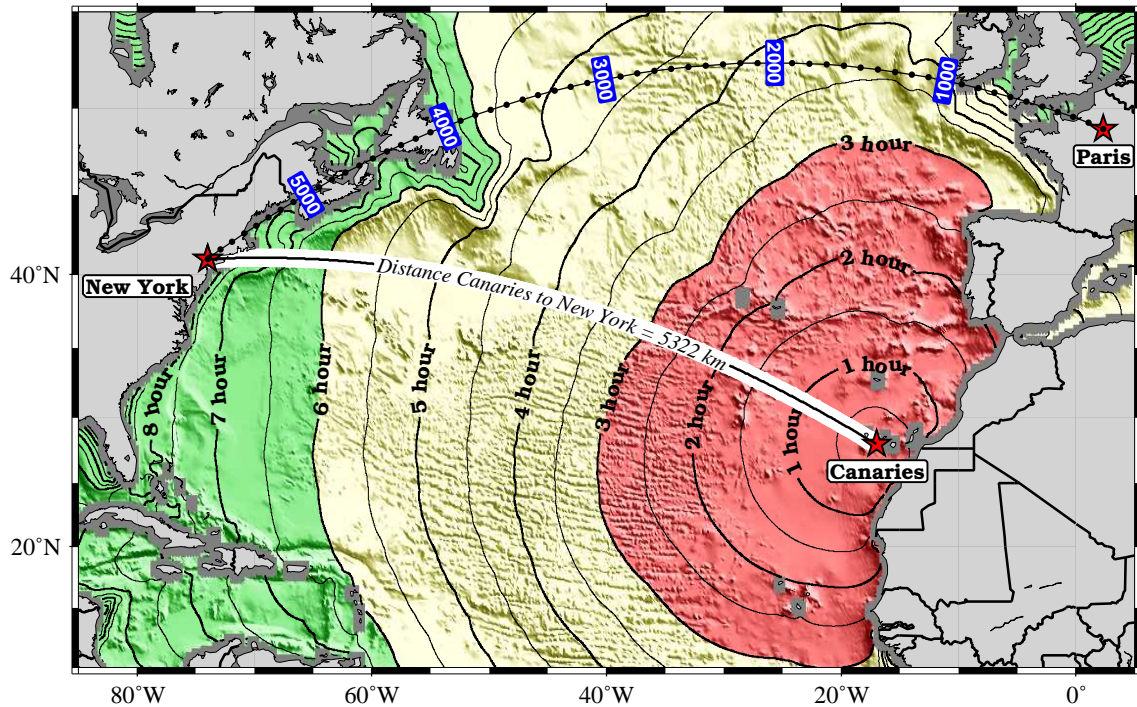 2000
3000
1000
4000
3 hour
Paris
5000
2 hour
40°N
New York
Distance Canaries to New York = 5322 km
1 hour
8 hour
7 hour
6 hour
5 hour
4 hour
3 hour
2 hour
1 hour
Canaries
20°N
80°W
60°W
40°W
20°W
0°